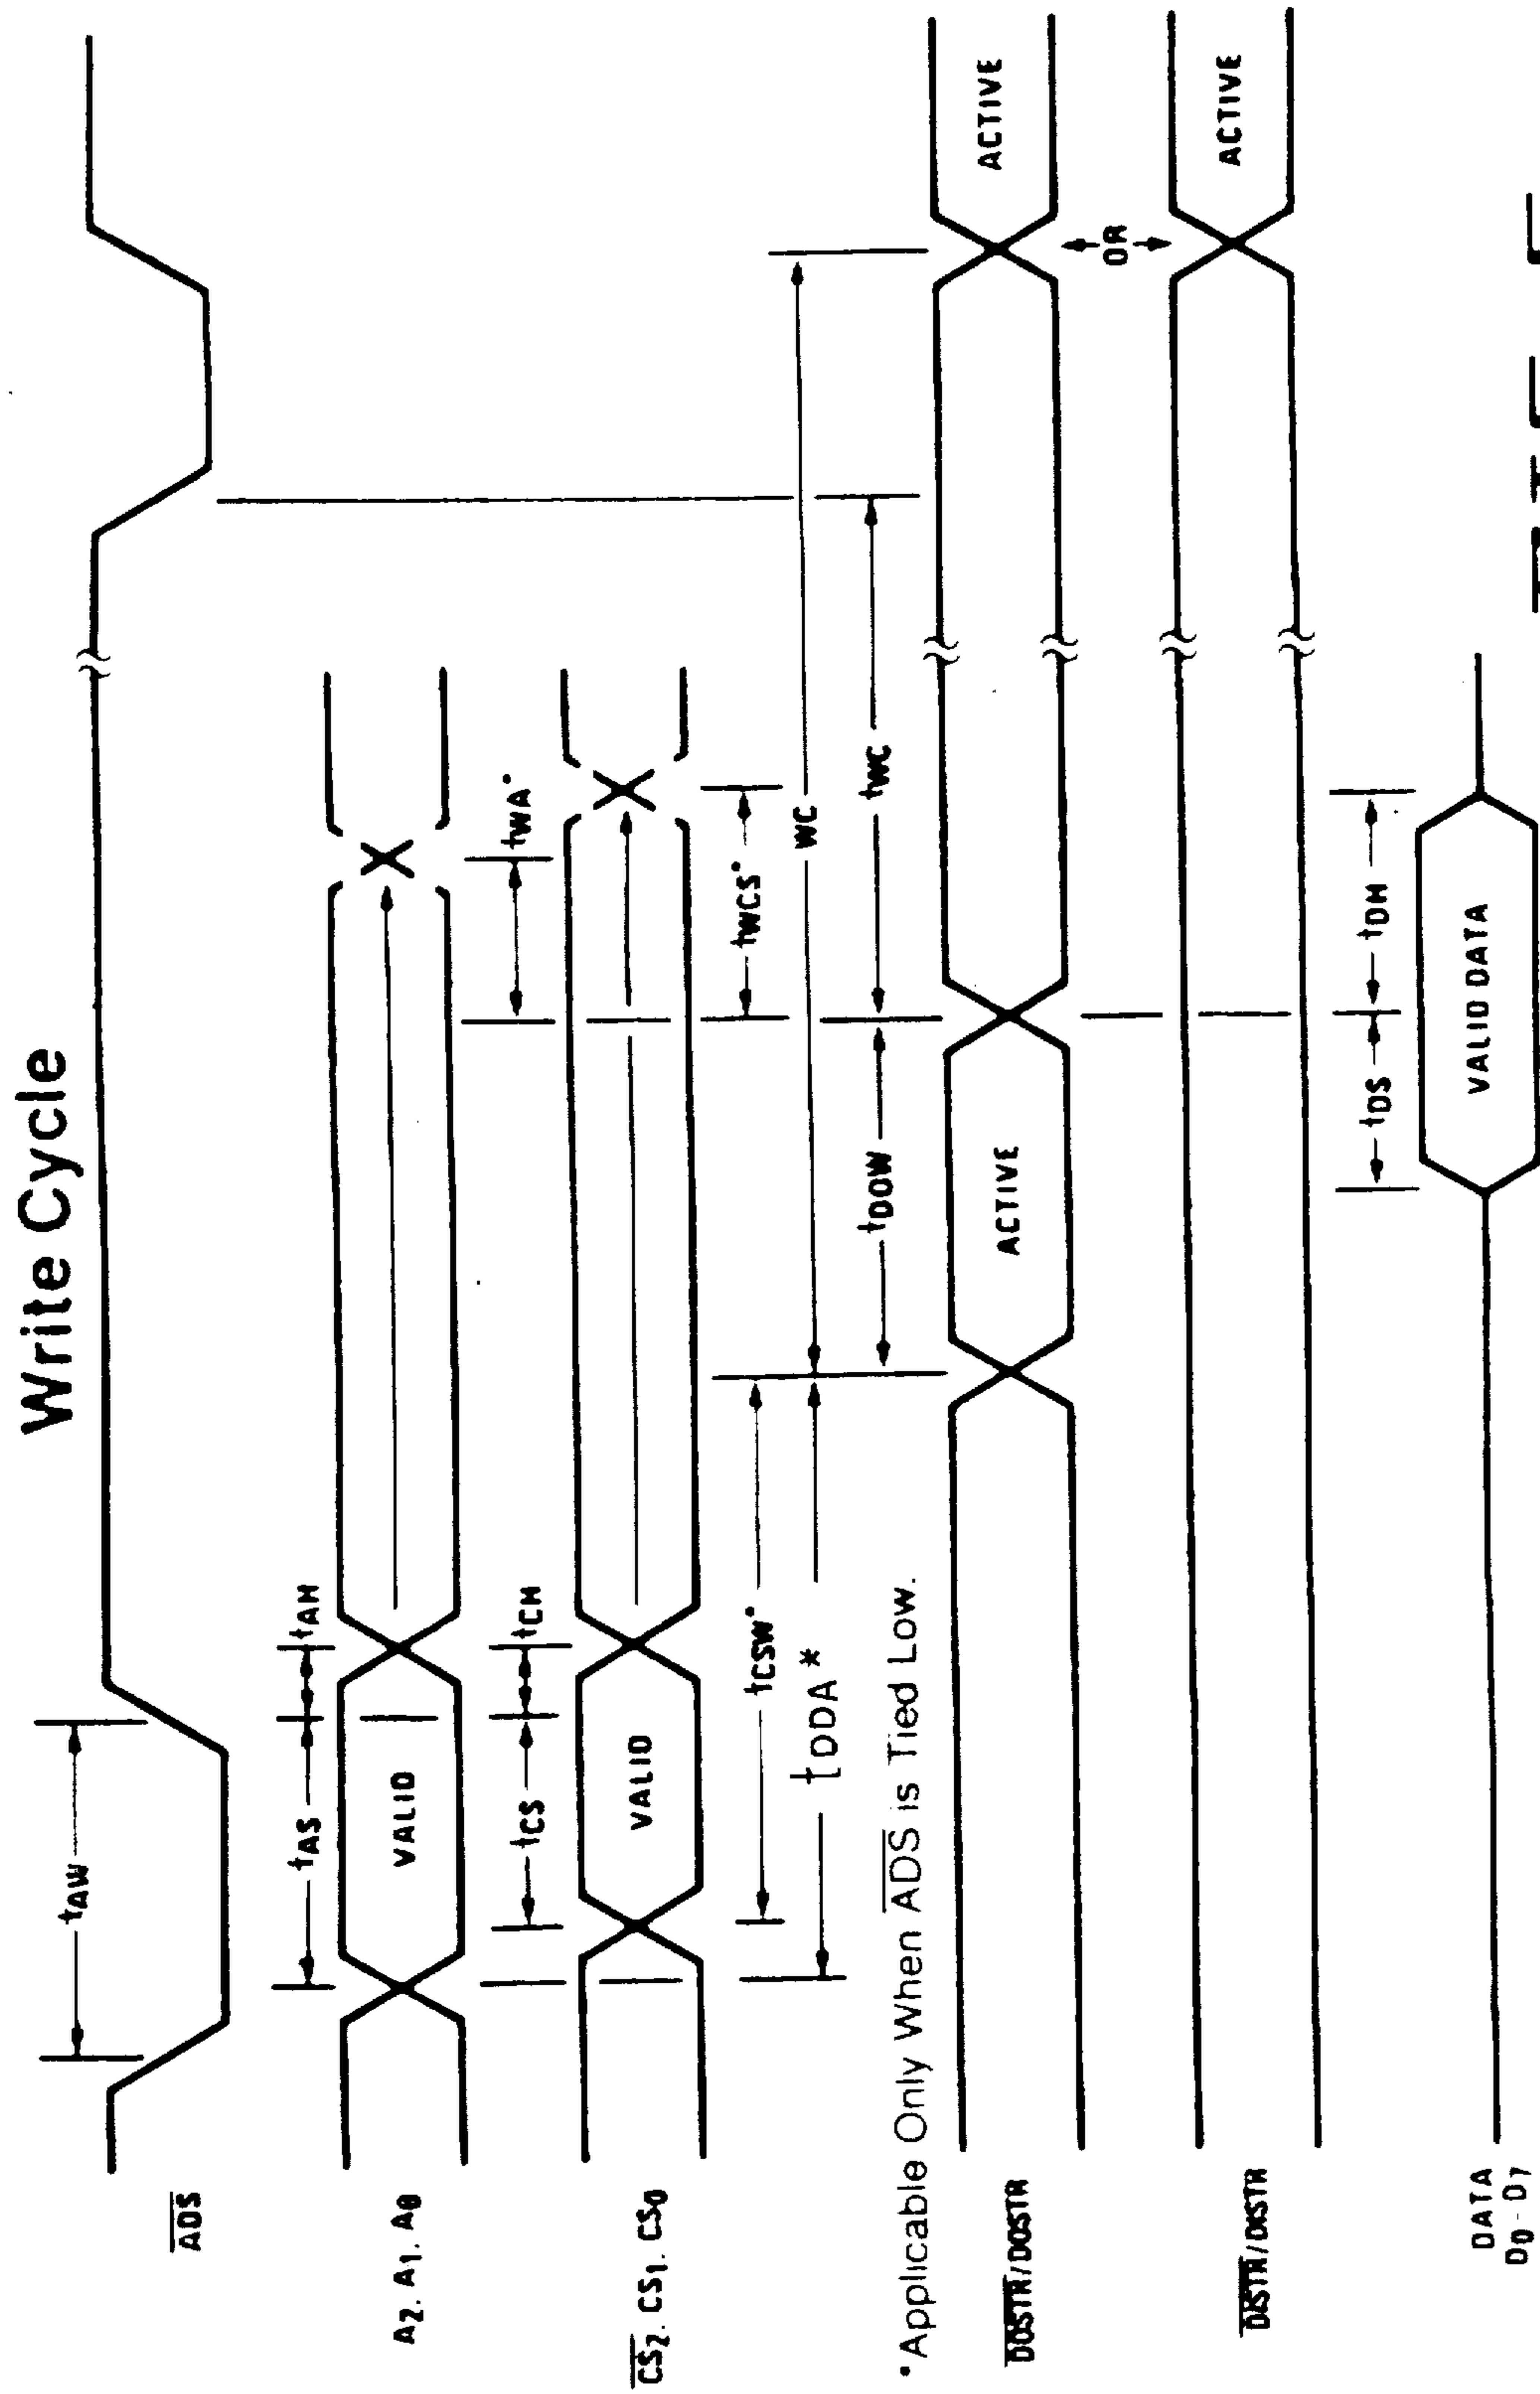 Write Cycle
tAW
ADS
tAS
tAH
A2, A1, A0
VALID
tWA*
tCS
tCH
CS2, CS1, CS0
VALID
tWCS*
tCSW*
WC
tDDA*
tDOW
tWC
*Applicable Only When ADS is Tied Low.
DOSTR/DOSTR
ACTIVE
ACTIVE
OR
DISTR/DISTR
ACTIVE
tDS
tDH
DATA
D0-D7
VALID DATA